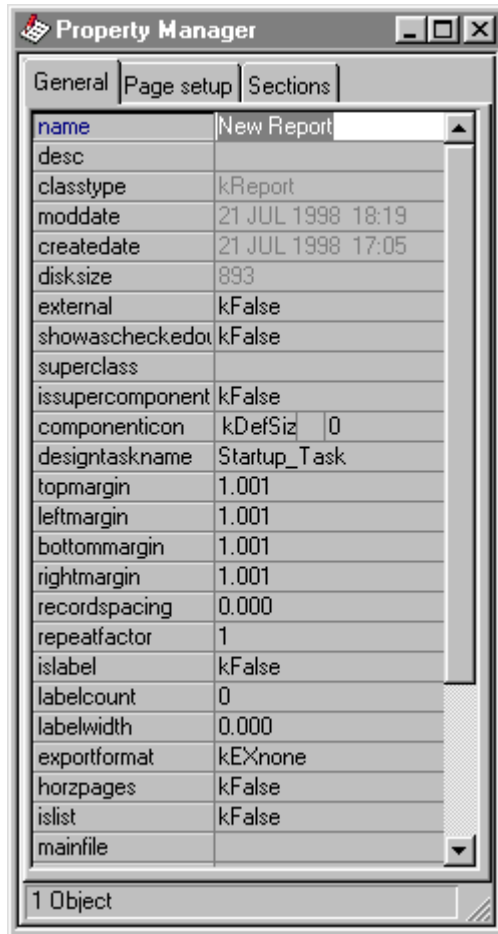 Property Manager
General Page setup Sections
name New Report
desc
classtype kReport
moddate 21 JUL 1998 18:19
createdate 21 JUL 1998 17:05
disksize 893
external kFalse
showascheckedou kFalse
superclass
issupercomponent kFalse
componenticon kDefSiz 0
designtaskname Startup_Task
topmargin 1.001
leftmargin 1.001
bottommargin 1.001
rightmargin 1.001
recordspacing 0.000
repeatfactor 1
islabel kFalse
labelcount 0
labelwidth 0.000
exportformat kEXnone
horzpages kFalse
islist kFalse
mainfile
1 Object